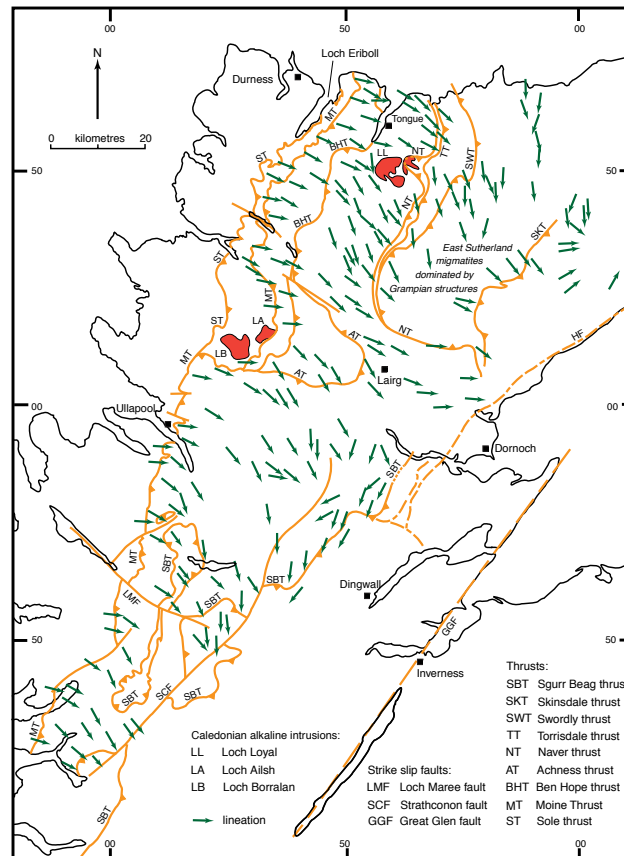 00
50
00
Loch Eriboll
N
Durness
MT
Tongue
0 kilometres 20
BHT
LL
NT
TT
ST
SWT
50
50
NT
BHT
SKT
East Sutherland
migmatites
dominated by
Grampian structures
ST
MT
ST
LA
HF
MT
LB
AT
NT
AT
Lairg
00
00
Ullapool
Dornoch
SBT
MT
SBT
SBT
Dingwall
LMF
SBT
GGF
50
50
Inverness
SBT
SCF
SBT
MT
SBT
Caledonian alkaline intrusions:
LL Loch Loyal
LA Loch Ailsh
LB Loch Borralan
lineation
Strike slip faults:
LMF Loch Maree fault
SCF Strathconon fault
GGF Great Glen fault
Thrusts:
SBT Sgurr Beag thrust
SKT Skinsdale thrust
SWT Swordly thrust
TT Torrisdale thrust
NT Naver thrust
AT Achness thrust
BHT Ben Hope thrust
MT Moine Thrust
ST Sole thrust
00
50
00